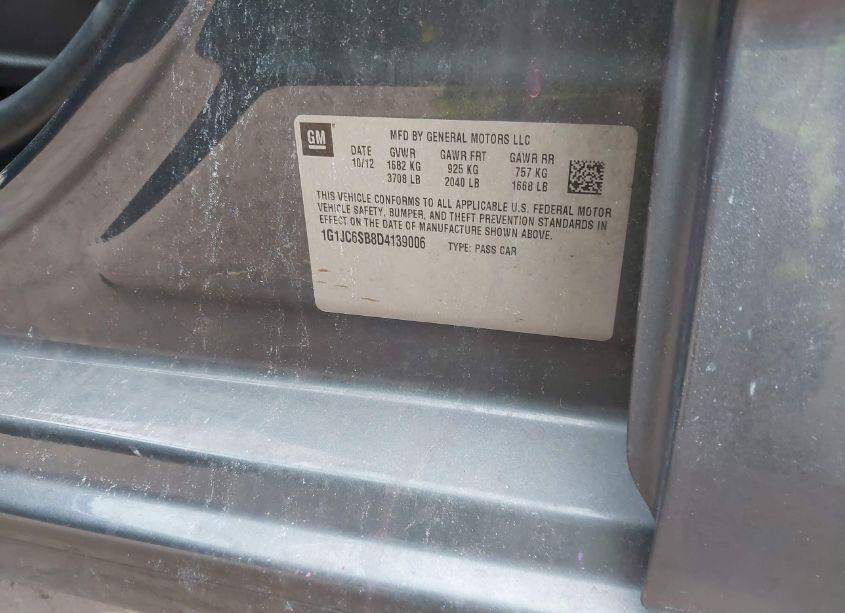 GM
MFD BY GENERAL MOTORS LLC
DATE GVWR GAWR FRT GAWR RR
10/12 1682 KG 925 KG 757 KG
3708 LB 2040 LB 1668 LB
THIS VEHICLE CONFORMS TO ALL APPLICABLE U.S. FEDERAL MOTOR
VEHICLE SAFETY, BUMPER, AND THEFT PREVENTION STANDARDS IN
EFFECT ON THE DATE OF MANUFACTURE SHOWN ABOVE.
1G1JC6SB8D4139006 TYPE: PASS CAR